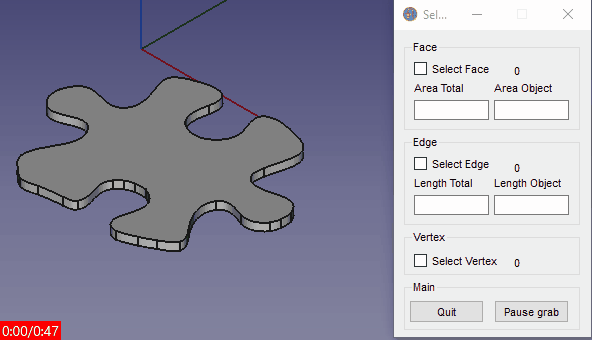 Sel...
Face
Select Face 0
Area Total Area Object
Edge
Select Edge 0
Length Total Length Object
Vertex
Select Vertex 0
Main
Quit Pause grab
0:00/0:47